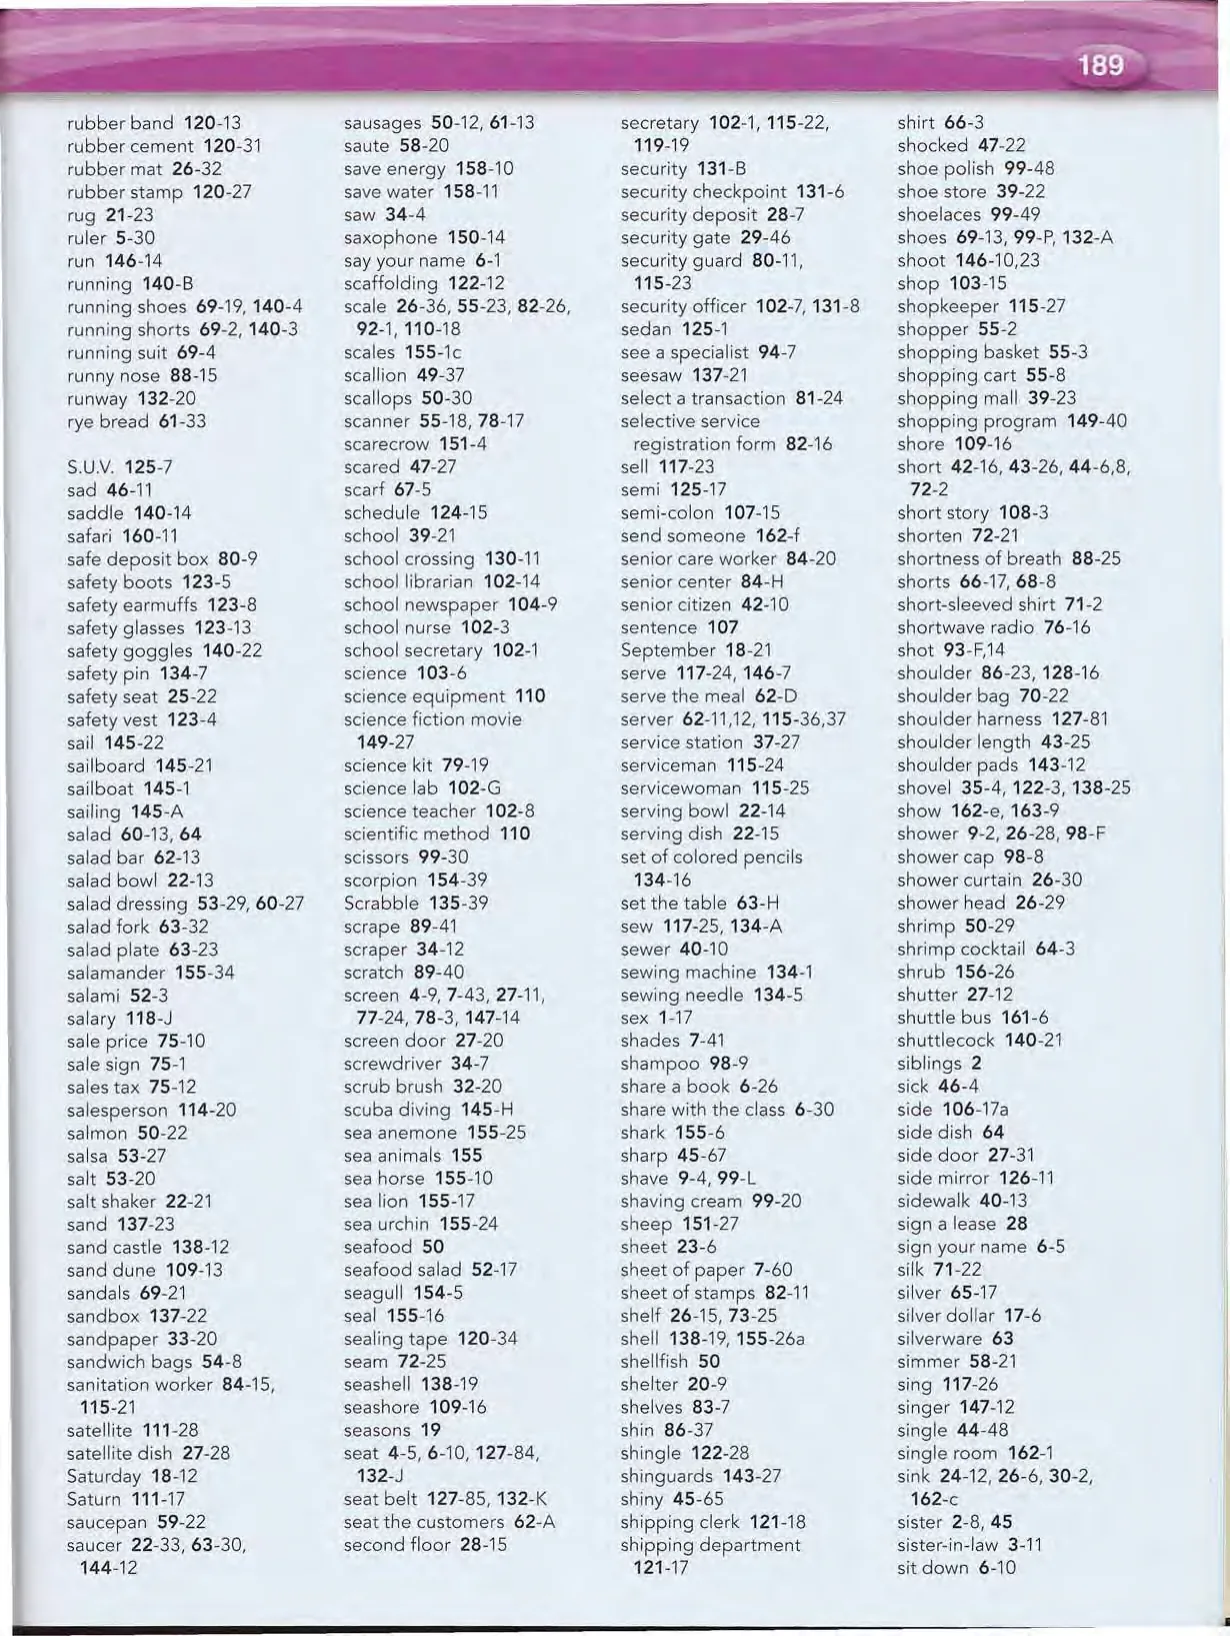 189
rubber band 120-13
rubber cement 120-31
rubber mat 26-32
rubber stamp 120-27
rug 21-23
ruler 5-30
run 146-14
running 140-B
running shoes 69-19, 140-4
running shorts 69-2, 140-3
running suit 69-4
runny nose 88-15
runway 132-20
rye bread 61-33
S.U.V. 125-7
sad 46-11
saddle 140-14
safari 160-11
safe deposit box 80-9
safety boots 123-5
safety earmuffs 123-8
safety glasses 123-13
safety goggles 140-22
safety pin 134-7
safety seat 25-22
safety vest 123-4
sail 145-22
sailboard 145-21
sailboat 145-1
sailing 145-A
salad 60-13, 64
salad bar 62-13
salad bowl 22-13
salad dressing 53-29, 60-27
salad fork 63-32
salad plate 63-23
salamander 155-34
salami 52-3
salary 118-J
sale price 75-10
sale sign 75-1
sales tax 75-12
salesperson 114-20
salmon 50-22
salsa 53-27
salt 53-20
salt shaker 22-21
sand 137-23
sand castle 138-12
sand dune 109-13
sandals 69-21
sandbox 137-22
sandpaper 33-20
sandwich bags 54-8
sanitation worker 84-15,
115-21
satellite 111-28
satellite dish 27-28
Saturday 18-12
Saturn 111-17
saucepan 59-22
saucer 22-33, 63-30,
144-12
sausages 50-12, 61-13
saute 58-20
save energy 158-10
save water 158-11
saw 34-4
saxophone 150-14
say your name 6-1
scaffolding 122-12
scale 26-36, 55-23, 82-26,
92-1, 110-18
scales 155-1c
scallion 49-37
scallops 50-30
scanner 55-18, 78-17
scarecrow 151-4
scared 47-27
scarf 67-5
schedule 124-15
school 39-21
school crossing 130-11
school librarian 102-14
school newspaper 104-9
school nurse 102-3
school secretary 102-1
science 103-6
science equipment 110
science fiction movie
149-27
science kit 79-19
science lab 102-G
science teacher 102-8
scientific method 110
scissors 99-30
scorpion 154-39
Scrabble 135-39
scrape 89-41
scraper 34-12
scratch 89-40
screen 4-9, 7-43, 27-11,
77-24, 78-3, 147-14
screen door 27-20
screwdriver 34-7
scrub brush 32-20
scuba diving 145-H
sea anemone 155-25
sea animals 155
sea horse 155-10
sea lion 155-17
sea urchin 155-24
seafood 50
seafood salad 52-17
seagull 154-5
seal 155-16
sealing tape 120-34
seam 72-25
seashell 138-19
seashore 109-16
seasons 19
seat 4-5, 6-10, 127-84,
132-J
seat belt 127-85, 132-K
seat the customers 62-A
second floor 28-15
secretary 102-1, 115-22,
119-19
security 131-B
security checkpoint 131-6
security deposit 28-7
security gate 29-46
security guard 80-11,
115-23
security officer 102-7, 131-8
sedan 125-1
see a specialist 94-7
seesaw 137-21
select a transaction 81-24
selective service
registration form 82-16
sell 117-23
semi 125-17
semi-colon 107-15
send someone 162-f
senior care worker 84-20
senior center 84-H
senior citizen 42-10
sentence 107
September 18-21
serve 117-24, 146-7
serve the meal 62-D
server 62-11,12, 115-36,37
service station 37-27
serviceman 115-24
servicewoman 115-25
serving bowl 22-14
serving dish 22-15
set of colored pencils
134-16
set the table 63-H
sew 117-25, 134-A
sewer 40-10
sewing machine 134-1
sewing needle 134-5
sex 1-17
shades 7-41
shampoo 98-9
share a book 6-26
share with the class 6-30
shark 155-6
sharp 45-67
shave 9-4, 99-L
shaving cream 99-20
sheep 151-27
sheet 23-6
sheet of paper 7-60
sheet of stamps 82-11
shelf 26-15, 73-25
shell 138-19, 155-26a
shellfish 50
shelter 20-9
shelves 83-7
shin 86-37
shingle 122-28
shinguards 143-27
shiny 45-65
shipping clerk 121-18
shipping department
121-17
shirt 66-3
shocked 47-22
shoe polish 99-48
shoe store 39-22
shoelaces 99-49
shoes 69-13, 99-P, 132-A
shoot 146-10,23
shop 103-15
shopkeeper 115-27
shopper 55-2
shopping basket 55-3
shopping cart 55-8
shopping mall 39-23
shopping program 149-40
shore 109-16
short 42-16, 43-26, 44-6,8,
72-2
short story 108-3
shorten 72-21
shortness of breath 88-25
shorts 66-17, 68-8
short-sleeved shirt 71-2
shortwave radio 76-16
shot 93-F,14
shoulder 86-23, 128-16
shoulder bag 70-22
shoulder harness 127-81
shoulder length 43-25
shoulder pads 143-12
shovel 35-4, 122-3, 138-25
show 162-e, 163-9
shower 9-2, 26-28, 98-F
shower cap 98-8
shower curtain 26-30
shower head 26-29
shrimp 50-29
shrimp cocktail 64-3
shrub 156-26
shutter 27-12
shuttle bus 161-6
shuttlecock 140-21
siblings 2
sick 46-4
side 106-17a
side dish 64
side door 27-31
side mirror 126-11
sidewalk 40-13
sign a lease 28
sign your name 6-5
silk 71-22
silver 65-17
silver dollar 17-6
silverware 63
simmer 58-21
sing 117-26
singer 147-12
single 44-48
single room 162-1
sink 24-12, 26-6, 30-2,
162-c
sister 2-8, 45
sister-in-law 3-11
sit down 6-10